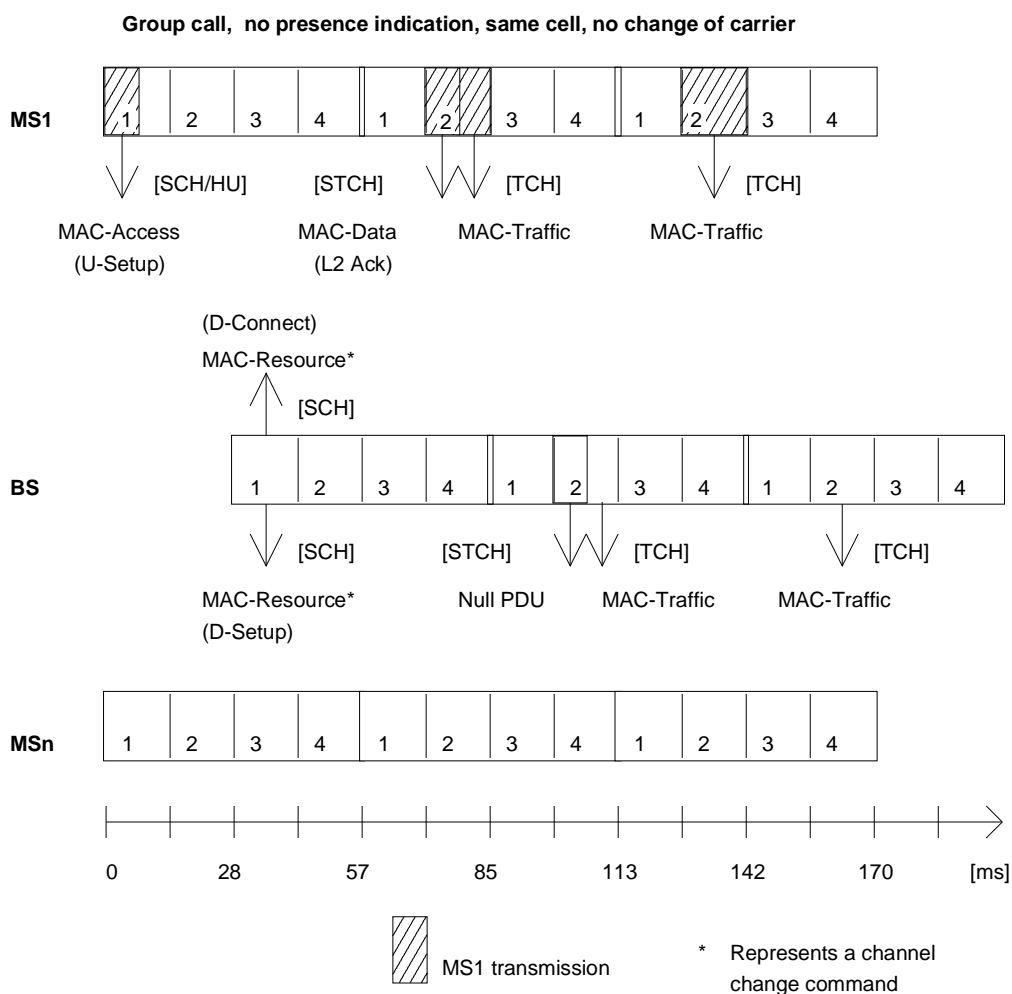 Group call, no presence indication, same cell, no change of carrier
MS1
1 2 3 4 1 2 3 4 1 2 3 4
[SCH/HU] [STCH] [TCH] [TCH]
MAC-Access MAC-Data MAC-Traffic MAC-Traffic
(U-Setup) (L2 Ack)
(D-Connect)
MAC-Resource*
[SCH]
BS
1 2 3 4 1 2 3 4 1 2 3 4
[SCH] [STCH] [TCH] [TCH]
MAC-Resource* Null PDU MAC-Traffic MAC-Traffic
(D-Setup)
MSn
1 2 3 4 1 2 3 4 1 2 3 4
0 28 57 85 113 142 170 [ms]
MS1 transmission
* Represents a channel
change command